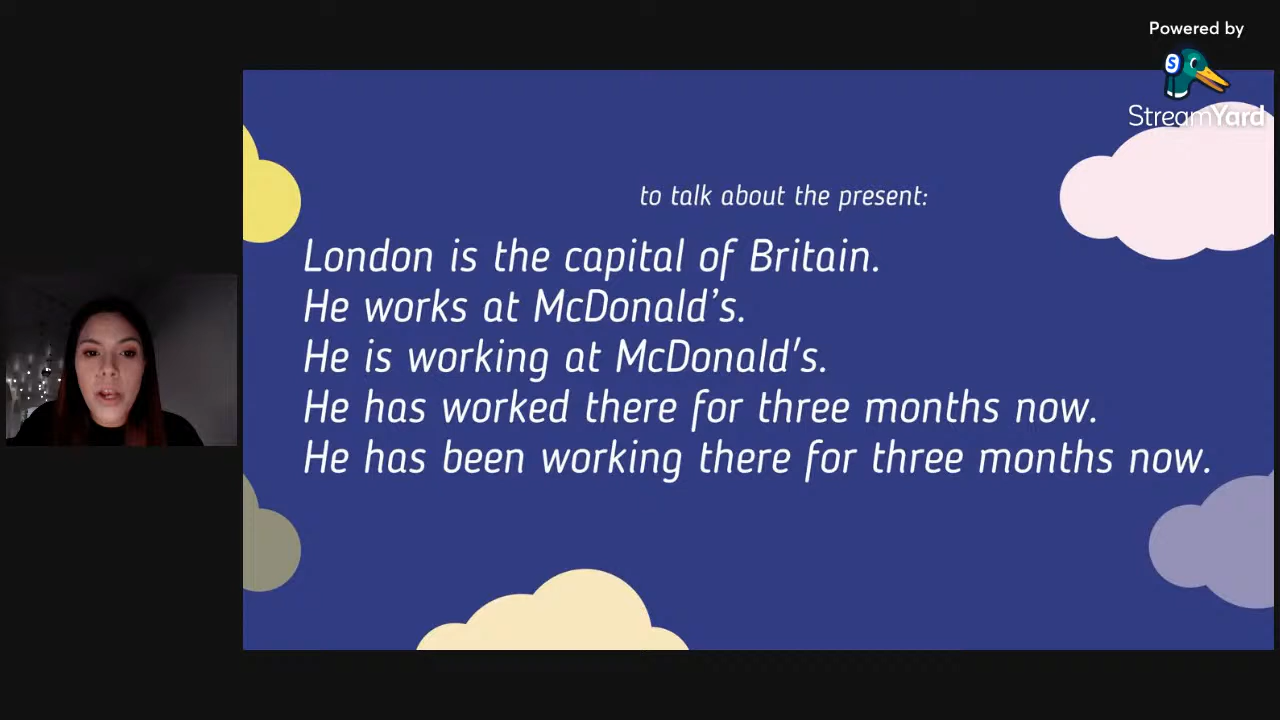 Powered by
S
StreamYard
to talk about the present:
London is the capital of Britain.
He works at McDonald’s.
He is working at McDonald's.
He has worked there for three months now.
He has been working there for three months now.